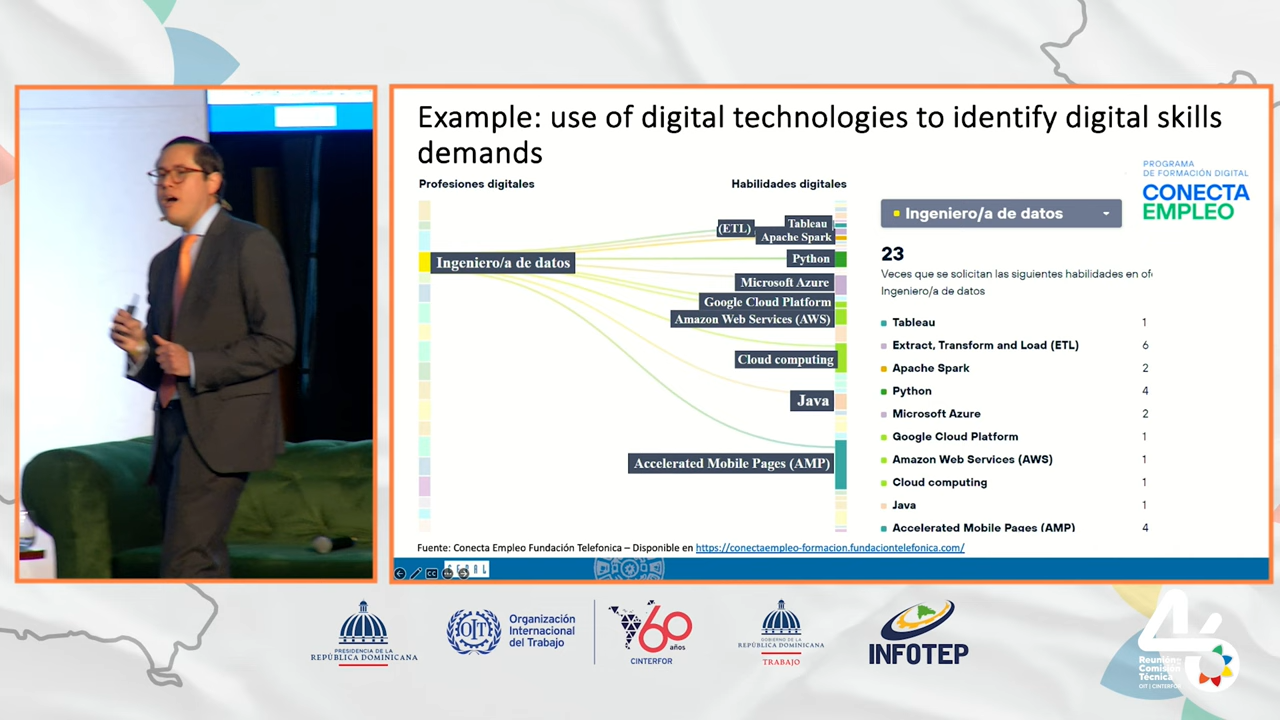 Example: use of digital technologies to identify digital skills
demands
Profesiones digitales
Habilidades digitales
Ingeniero/a de datos
(ETL)
Tableau
Apache Spark
Python
Microsoft Azure
Google Cloud Platform
Amazon Web Services (AWS)
Cloud computing
Java
Accelerated Mobile Pages (AMP)
PROGRAMA
DE FORMACIÓN DIGITAL
CONECTA
EMPLEO
Ingeniero/a de datos
23
Veces que se solicitan las siguientes habilidades en ofe
Ingeniero/a de datos
Tableau 1
Extract, Transform and Load (ETL) 6
Apache Spark 2
Python 4
Microsoft Azure 2
Google Cloud Platform 1
Amazon Web Services (AWS) 1
Cloud computing 1
Java 1
Accelerated Mobile Pages (AMP) 4
Fuente: Conecta Empleo Fundación Telefonica – Disponible en https://conectaempleo-formacion.fundaciontelefonica.com/
PRESIDENCIA DE LA
REPÚBLICA DOMINICANA
OIT
Organización
Internacional
del Trabajo
60
años
CINTERFOR
GOBIERNO DE LA
REPÚBLICA DOMINICANA
TRABAJO
INFOTEP
46
Reunión
Comisión
Técnica
OIT | CINTERFOR